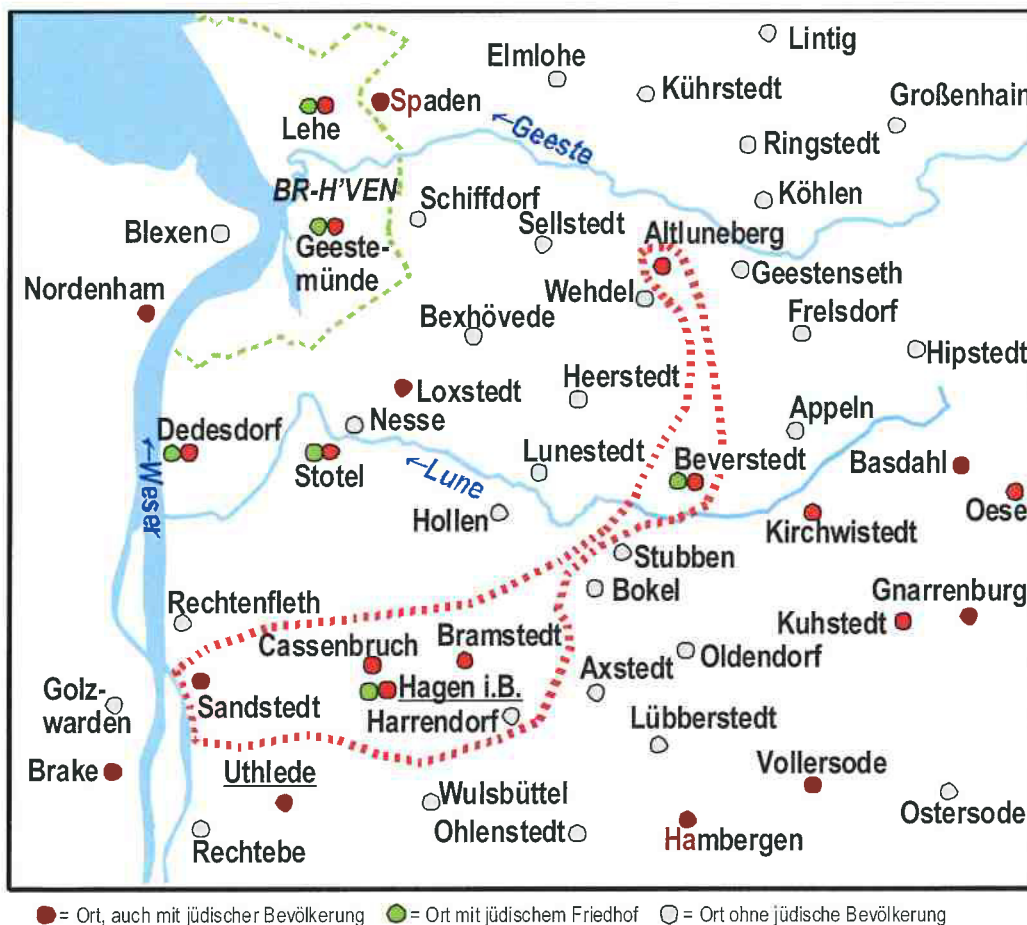 Lintig
Elmlohe
Kührstedt
Großenhain
Spaden
Lehe
←Geeste
Ringstedt
BR-H'VEN
Schiffdorf
Köhlen
Sellstedt
Altluneberg
Blexen
Geeste-
münde
Geestenseth
Nordenham
Wehdel
Bexhövede
Frelsdorf
Hipstedt
Heerstedt
Loxstedt
Appeln
Nesse
Dedesdorf
Stotel
←Weser
←Lune
Lunestedt
Beverstedt
Basdahl
Oese
Hollen
Kirchwistedt
Stubben
Bokel
Gnarrenburg
Rechtenfleth
Kuhstedt
Cassenbruch
Bramstedt
Oldendorf
Axstedt
Hagen i.B.
Golz-
warden
Sandstedt
Harrendorf
Lübberstedt
Brake
Uthlede
Vollersode
Wulsbüttel
Ostersode
Ohlenstedt
Hambergen
Rechtebe
= Ort, auch mit jüdischer Bevölkerung = Ort mit jüdischem Friedhof = Ort ohne jüdische Bevölkerung